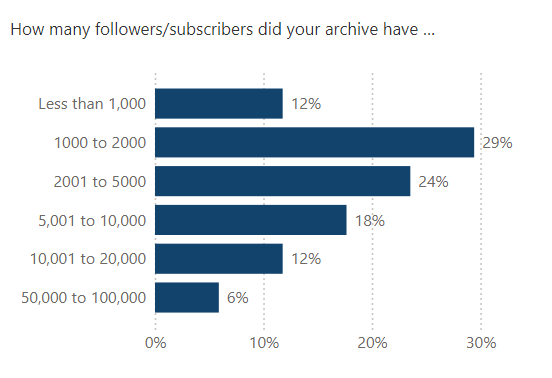 How many followers/subscribers did your archive have ...
Less than 1,000 12%
1000 to 2000 29%
2001 to 5000 24%
5,001 to 10,000 18%
10,001 to 20,000 12%
50,000 to 100,000 6%
0% 10% 20% 30%